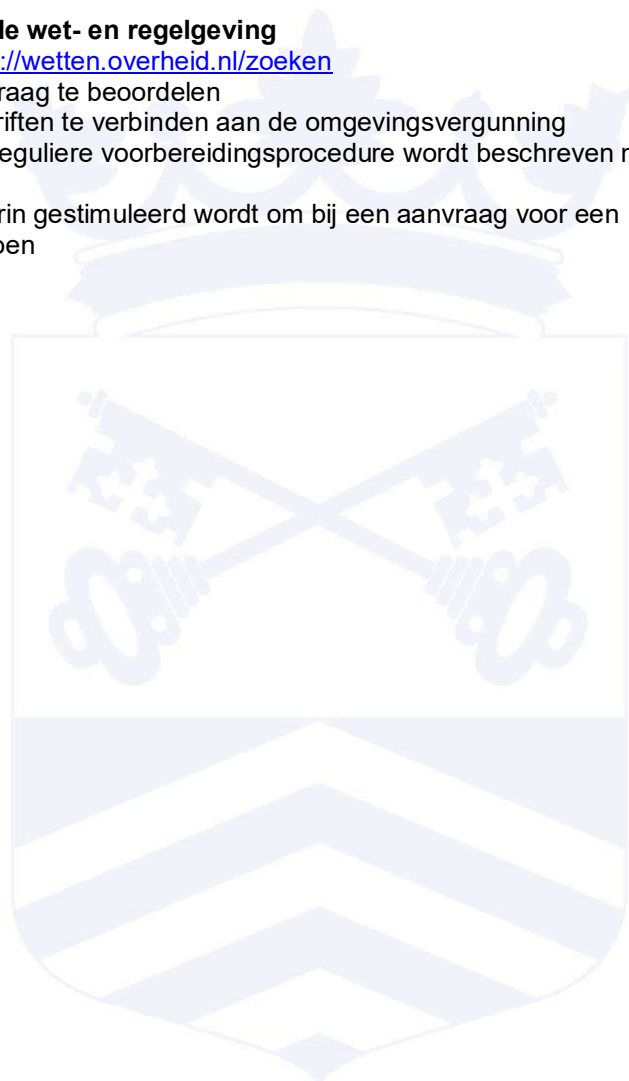 le wet- en regelgeving
://wetten.overheid.nl/zoeken
raag te beoordelen
riften te verbinden aan de omgevingsvergunning
eguliere voorbereidingsprocedure wordt beschreven
rin gestimuleerd wordt om bij een aanvraag voor een
oen